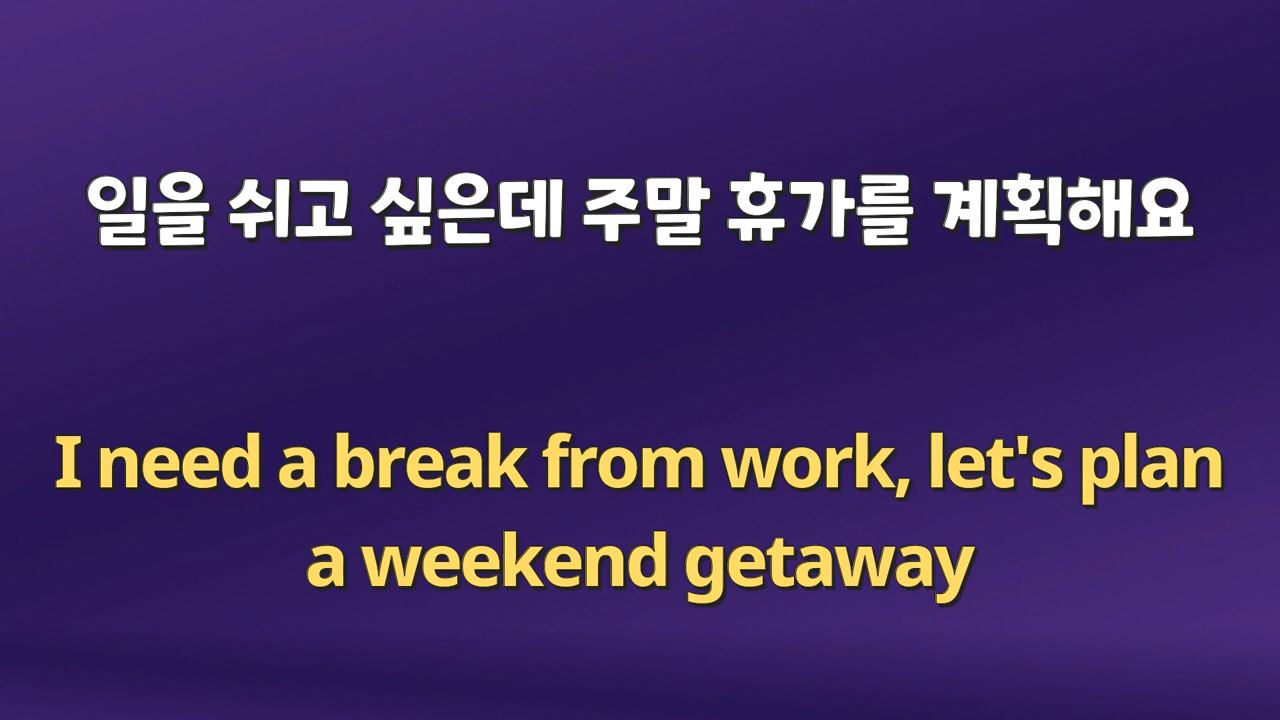 일을 쉬고 싶은데 주말 휴가를 계획해요
I need a break from work, let's plan
a weekend getaway